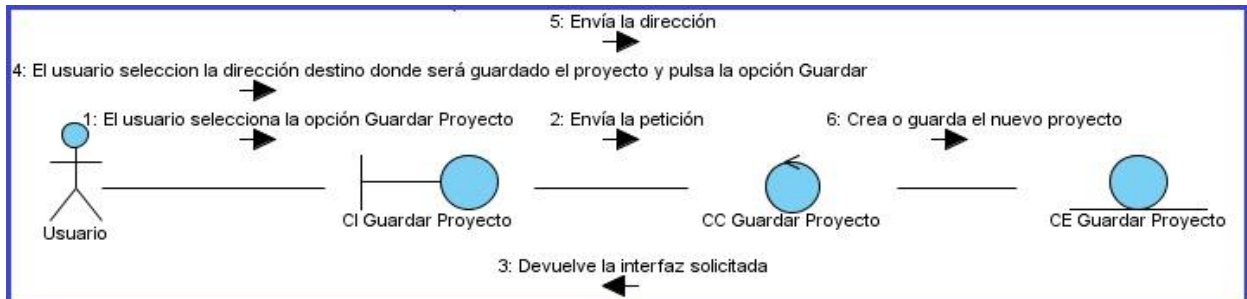 5: Envía la dirección
4: El usuario seleccion la dirección destino donde será guardado el proyecto y pulsa la opción Guardar
1: El usuario selecciona la opción Guardar Proyecto
2: Envía la petición
6: Crea o guarda el nuevo proyecto
Usuario
CI Guardar Proyecto
CC Guardar Proyecto
CE Guardar Proyecto
3: Devuelve la interfaz solicitada